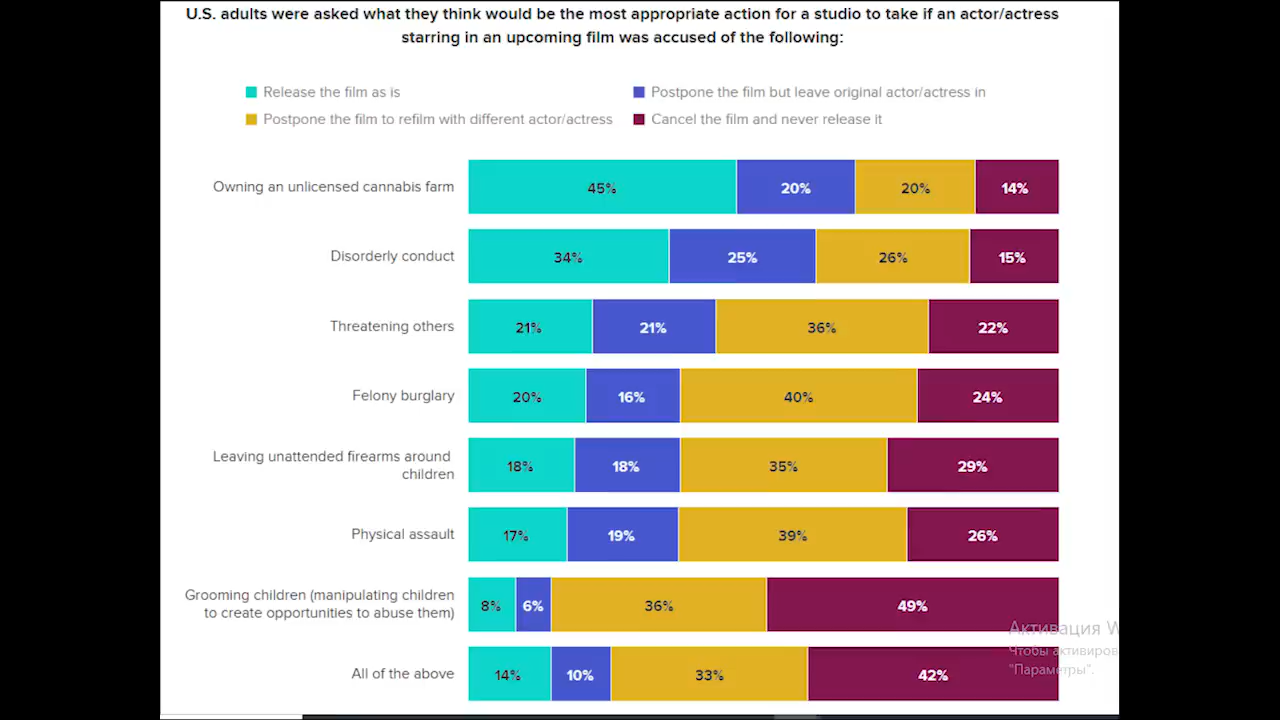 U.S. adults were asked what they think would be the most appropriate action for a studio to take if an actor/actress
starring in an upcoming film was accused of the following:
Release the film as is
Postpone the film but leave original actor/actress in
Postpone the film to refilm with different actor/actress
Cancel the film and never release it
Owning an unlicensed cannabis farm
45% 20% 20% 14%
Disorderly conduct
34% 25% 26% 15%
Threatening others
21% 21% 36% 22%
Felony burglary
20% 16% 40% 24%
Leaving unattended firearms around
children
18% 18% 35% 29%
Physical assault
17% 19% 39% 26%
Grooming children (manipulating children
to create opportunities to abuse them)
8% 6% 36% 49%
All of the above
14% 10% 33% 42%
Активация W
Чтобы активиров
"Параметры".